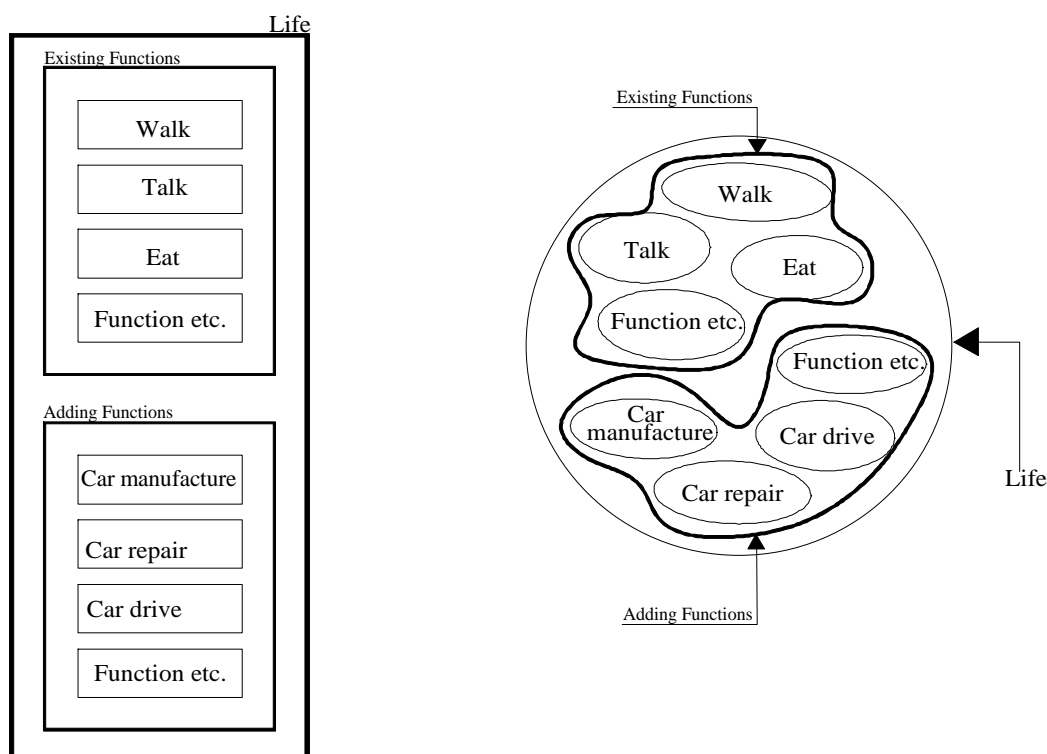 Life
Existing Functions
Walk
Talk
Eat
Function etc.
Adding Functions
Car manufacture
Car repair
Car drive
Function etc.
Existing Functions
Walk
Talk
Eat
Function etc.
Function etc.
Car
manufacture
Car drive
Car repair
Life
Adding Functions